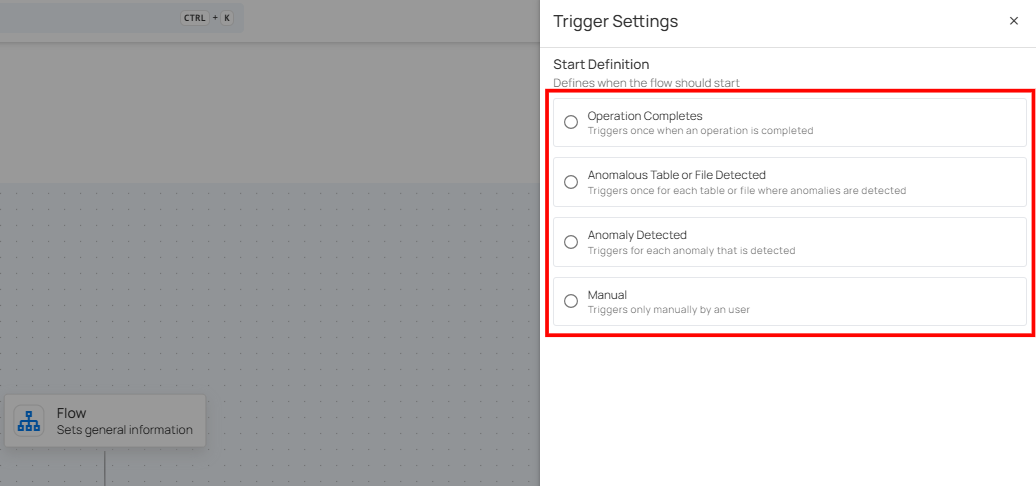 CTRL + K
Trigger Settings
Start Definition
Defines when the flow should start
Operation Completes
Triggers once when an operation is completed
Anomalous Table or File Detected
Triggers once for each table or file where anomalies are detected
Anomaly Detected
Triggers for each anomaly that is detected
Manual
Triggers only manually by an user
Flow
Sets general information